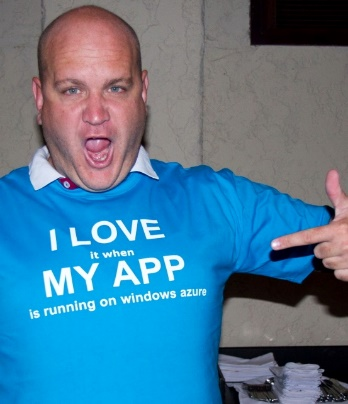 I LOVE
it when
MY APP
is running on windows azure